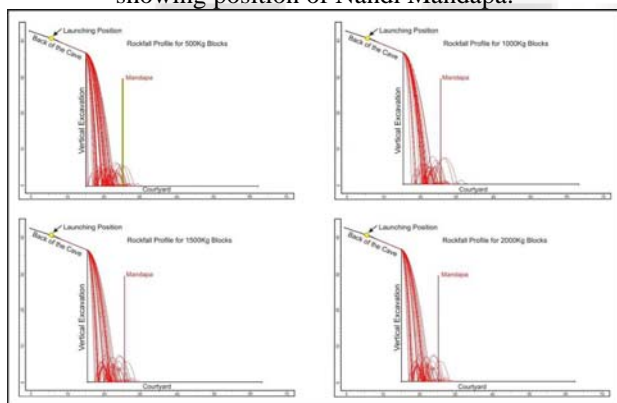 showing position of Nandi Mandapa.
Launching Position
Back of the Cave
Rockfall Profile for 500Kg Blocks
Mandapa
Vertical Excavation
Courtyard
Launching Position
Back of the Cave
Rockfall Profile for 1000Kg Blocks
Mandapa
Vertical Excavation
Courtyard
Launching Position
Back of the Cave
Rockfall Profile for 1500Kg Blocks
Mandapa
Vertical Excavation
Courtyard
Launching Position
Back of the Cave
Rockfall Profile for 2000Kg Blocks
Mandapa
Vertical Excavation
Courtyard